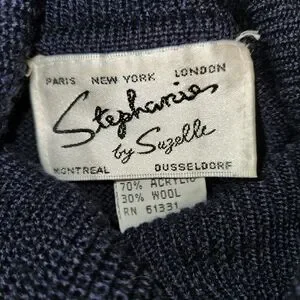 PARIS NEW YORK LONDON
Stephanie
by Suzelle
MONTREAL DUSSELDORF
70% ACRYLIC
30% WOOL
RN 61331